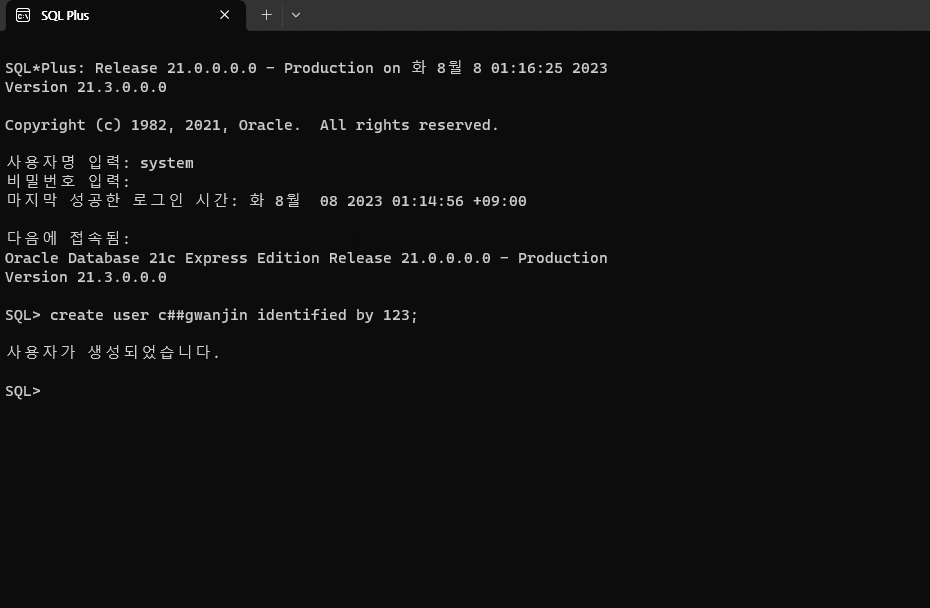 SQL Plus
SQL*Plus: Release 21.0.0.0.0 - Production on 화 8월 8 01:16:25 2023
Version 21.3.0.0.0
Copyright (c) 1982, 2021, Oracle.  All rights reserved.
사용자명 입력: system
비밀번호 입력:
마지막 성공한 로그인 시간: 화 8월  08 2023 01:14:56 +09:00
다음에 접속됨:
Oracle Database 21c Express Edition Release 21.0.0.0.0 - Production
Version 21.3.0.0.0
SQL> create user c##gwanjin identified by 123;
사용자가 생성되었습니다.
SQL>